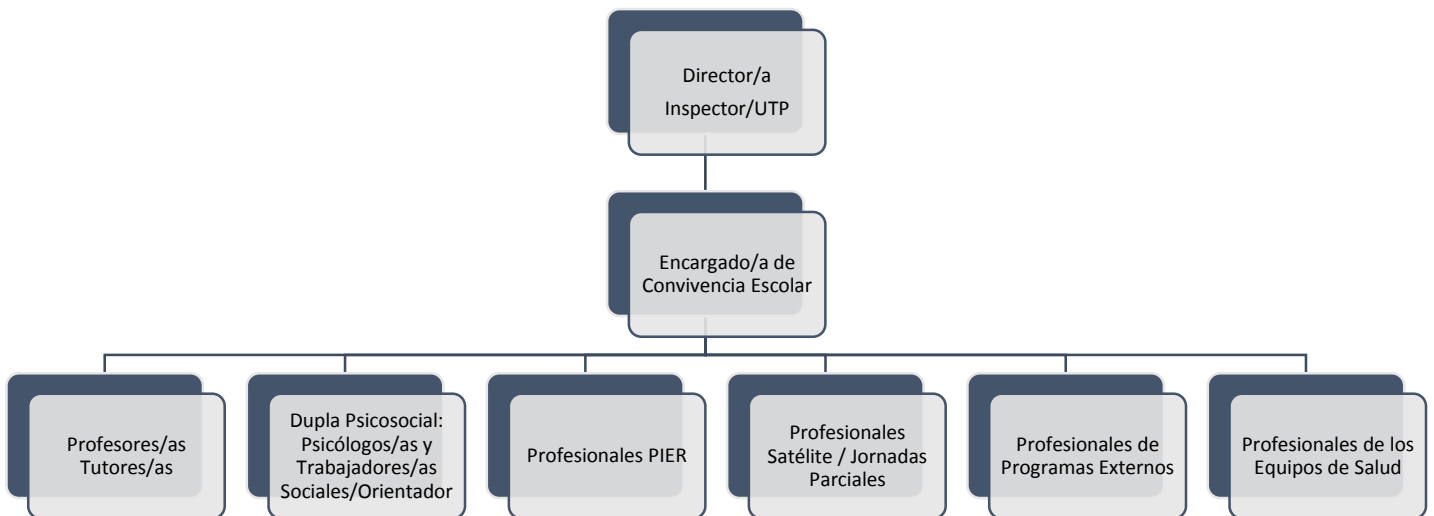 Director/a
Inspector/UTP
Encargado/a de
Convivencia Escolar
Profesores/as
Tutores/as
Dupla Psicosocial:
Psicólogos/as y
Trabajadores/as
Sociales/Orientador
Profesionales PIER
Profesionales
Satélite / Jornadas
Parciales
Profesionales de
Programas Externos
Profesionales de los
Equipos de Salud